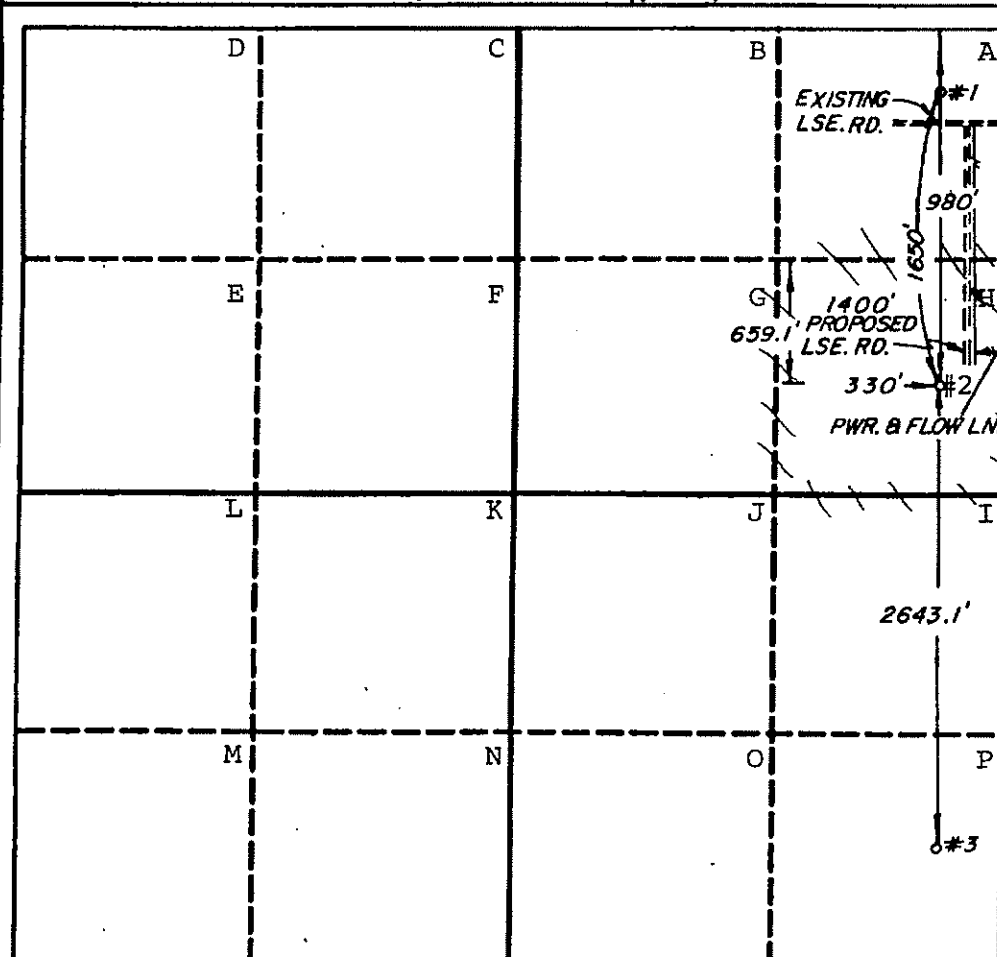 D
C
B
A
EXISTING
LSE. RD.
#1
980'
1650'
E
F
G
H
1400'
659.1'
PROPOSED
LSE. RD.
330'
#2
PWR. & FLOW LN
L
K
J
I
2643.1'
M
N
O
P
#3